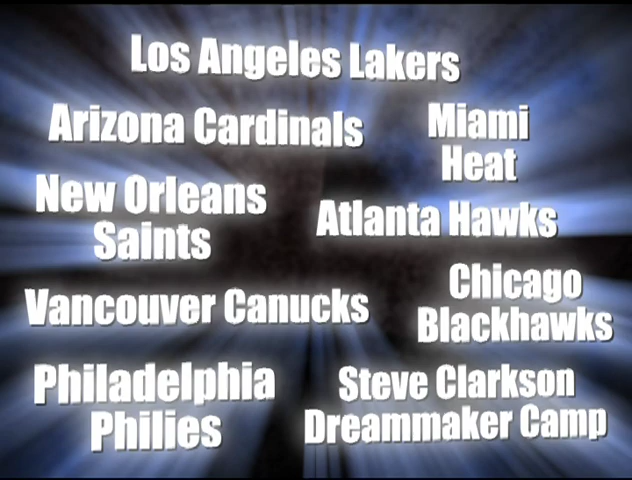 Los Angeles Lakers
Arizona Cardinals
Miami
Heat
New Orleans
Saints
Atlanta Hawks
Vancouver Canucks
Chicago
Blackhawks
Philadelphia
Philies
Steve Clarkson
Dreammaker Camp